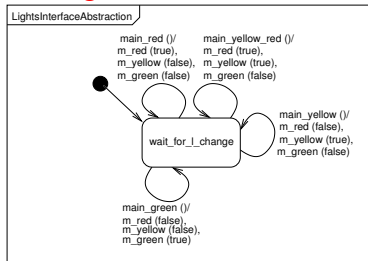 LightsInterfaceAbstraction
main_red ()/
m_red (true),
m_yellow (false),
m_green (false)
main_yellow_red ()/
m_red (true),
m_yellow (true),
m_green (false)
main_yellow ()/
m_red (false),
m_yellow (true),
m_green (false)
wait_for_l_change
main_green ()/
m_red (false),
m_yellow (false),
m_green (true)